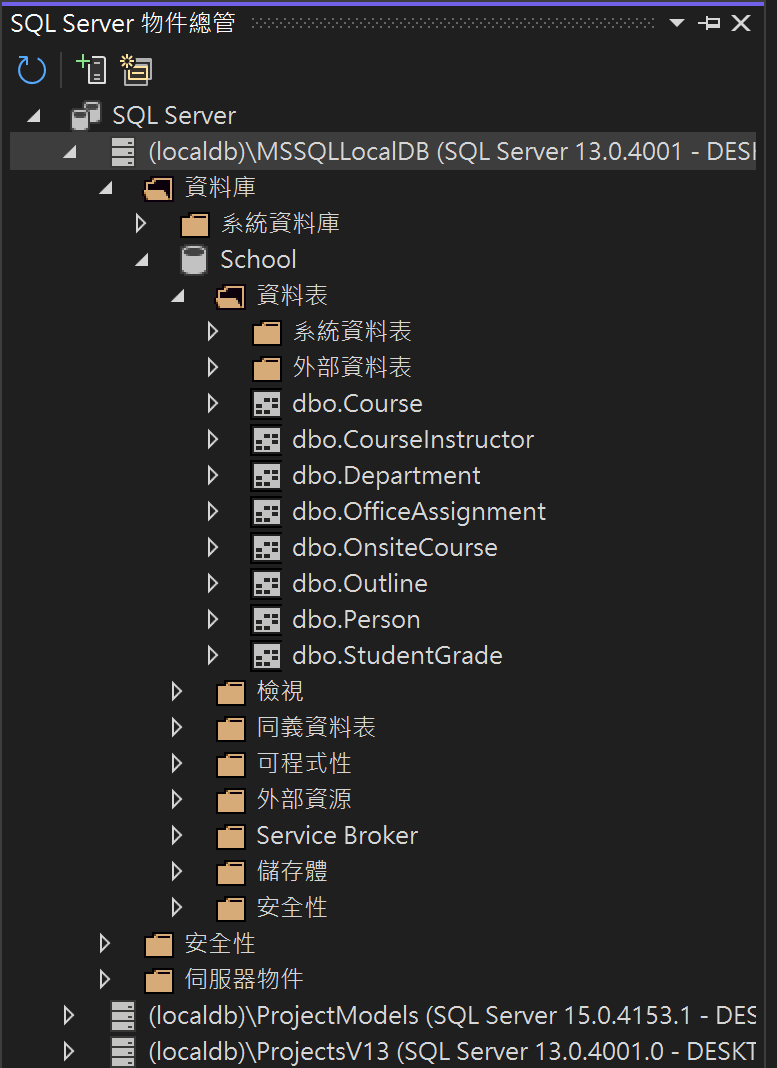 SQL Server 物件總管
SQL Server
(localdb)\MSSQLLocalDB (SQL Server 13.0.4001 - DESK
資料庫
系統資料庫
School
資料表
系統資料表
外部資料表
dbo.Course
dbo.CourseInstructor
dbo.Department
dbo.OfficeAssignment
dbo.OnsiteCourse
dbo.Outline
dbo.Person
dbo.StudentGrade
檢視
同義資料表
可程式性
外部資源
Service Broker
儲存體
安全性
安全性
伺服器物件
(localdb)\ProjectModels (SQL Server 15.0.4153.1 - DES
(localdb)\ProjectsV13 (SQL Server 13.0.4001.0 - DESKT